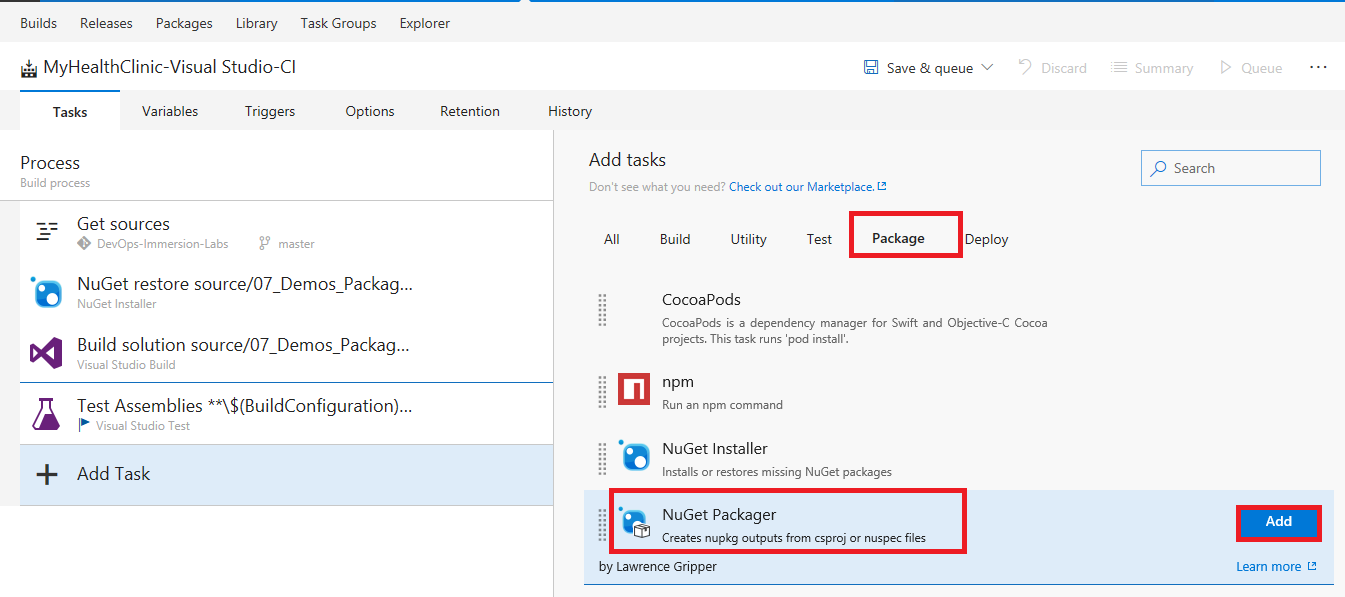 Builds Releases Packages Library Task Groups Explorer
MyHealthClinic-Visual Studio-CI
Save & queue Discard Summary Queue ...
Tasks Variables Triggers Options Retention History
Process
Build process
Get sources
DevOps-Immersion-Labs master
NuGet restore source/07_Demos_Packag...
NuGet Installer
Build solution source/07_Demos_Packag...
Visual Studio Build
Test Assemblies **\$(BuildConfiguration)...
Visual Studio Test
Add Task
Add tasks
Don't see what you need? Check out our Marketplace.
Search
All Build Utility Test Package Deploy
CocoaPods
CocoaPods is a dependency manager for Swift and Objective-C Cocoa
projects. This task runs 'pod install'.
npm
Run an npm command
NuGet Installer
Installs or restores missing NuGet packages
NuGet Packager
Creates nupkg outputs from csproj or nuspec files
Add
by Lawrence Gripper
Learn more